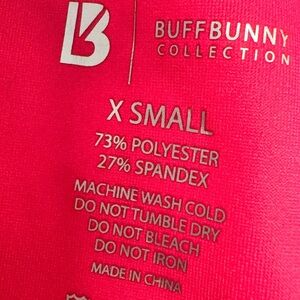 B
BUFFBUNNY
COLLECTION
X SMALL
73% POLYESTER
27% SPANDEX
MACHINE WASH COLD
DO NOT TUMBLE DRY
DO NOT BLEACH
DO NOT IRON
MADE IN CHINA